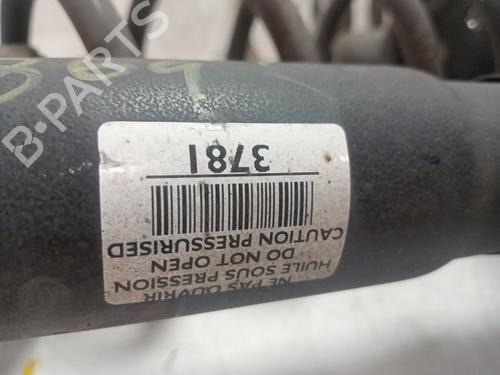 NE PAS OUVRIR
HUILE SOUS PRESSION
DO NOT OPEN
CAUTION PRESSURISED
3781
B-PARTS